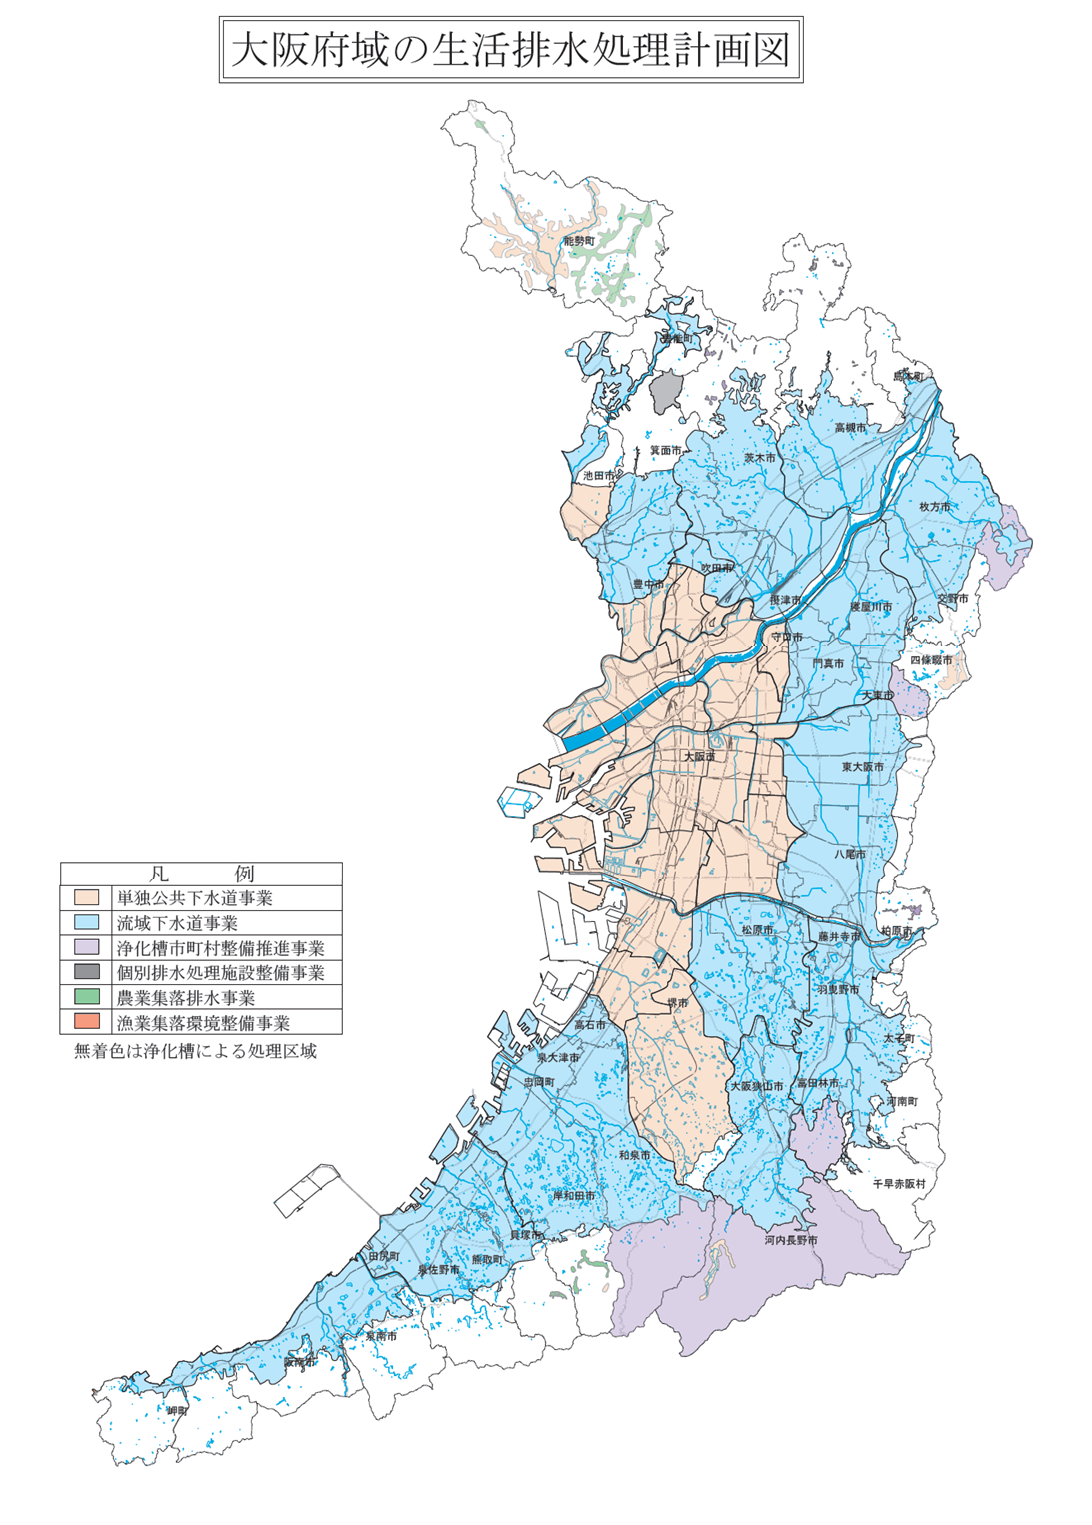 大阪府域の生活排水処理計画図
能勢町
豊能町
島本町
高槻市
箕面市
茨木市
池田市
枚方市
吹田市
豊中市
摂津市
寝屋川市
交野市
守口市
門真市
四條畷市
大東市
大阪市
東大阪市
八尾市
凡 例
単独公共下水道事業
流域下水道事業
浄化槽市町村整備推進事業
個別排水処理施設整備事業
農業集落排水事業
漁業集落環境整備事業
無着色は浄化槽による処理区域
松原市
藤井寺市
柏原市
羽曳野市
堺市
高石市
太子町
泉大津市
忠岡町
大阪狭山市
富田林市
河南町
和泉市
千早赤阪村
岸和田市
貝塚市
河内長野市
田尻町
熊取町
泉佐野市
泉南市
阪南市
岬町